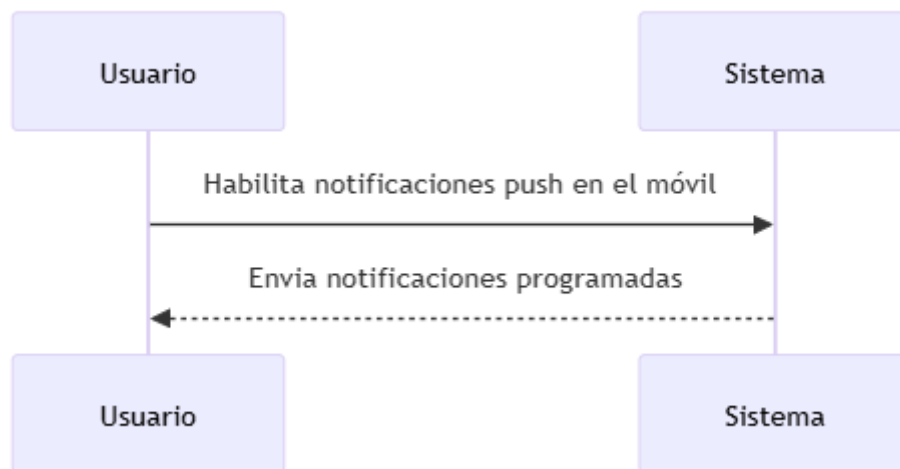 Usuario
Sistema
Habilita notificaciones push en el móvil
Envia notificaciones programadas
Usuario
Sistema